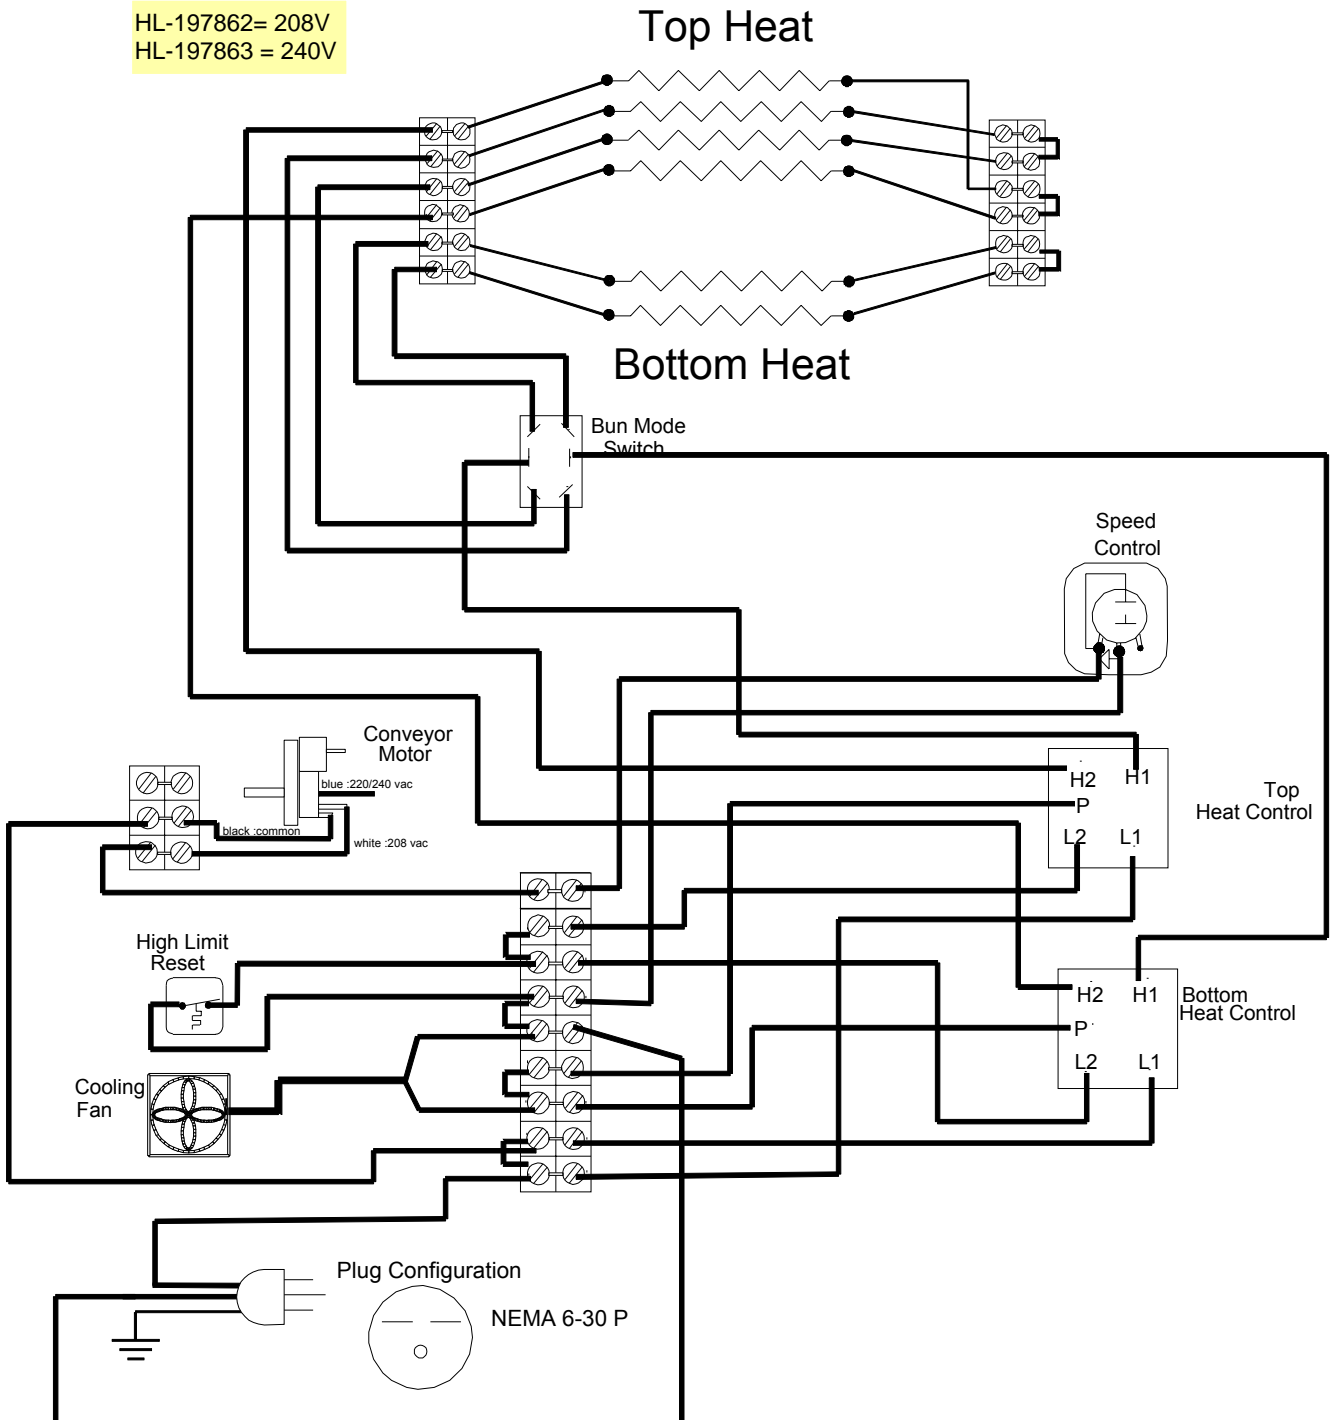 HL-197862= 208V
HL-197863 = 240V
Top Heat
Bottom Heat
Bun Mode
Switch
Speed
Control
Conveyor
Motor
blue :220/240 vac
black :common
white :208 vac
H2 H1
P
L2 L1
Top
Heat Control
High Limit
Reset
H2 H1
P
L2 L1
Bottom
Heat Control
Cooling
Fan
Plug Configuration
NEMA 6-30 P